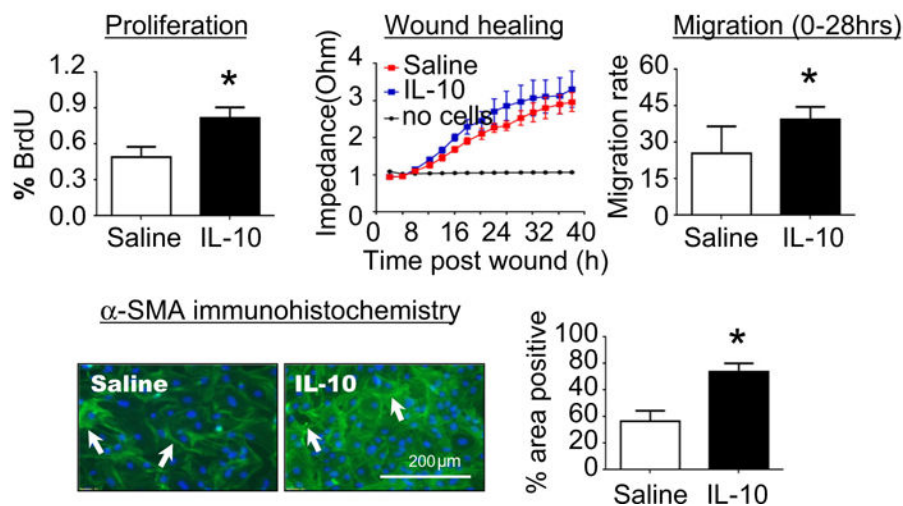 Proliferation
% BrdU
1.2
0.9
0.6
0.3
0.0
*
Saline IL-10
Wound healing
Impedance(Ohm)
4
3
2
1
0
Saline
IL-10
no cells
0 8 16 24 32 40
Time post wound (h)
Migration (0-28hrs)
Migration rate
60
45
30
15
0
*
Saline IL-10
α-SMA immunohistochemistry
Saline
IL-10
200µm
% area positive
100
80
60
20
0
*
Saline IL-10